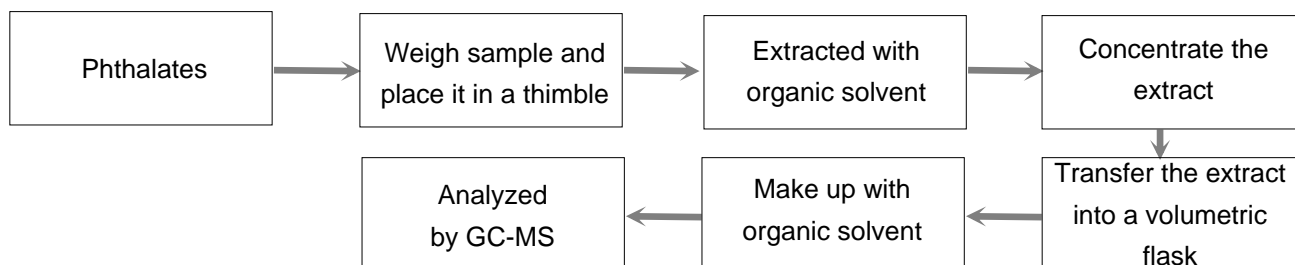 Phthalates
Weigh sample and
place it in a thimble
Extracted with
organic solvent
Concentrate the
extract
Transfer the extract
into a volumetric
flask
Make up with
organic solvent
Analyzed
by GC-MS